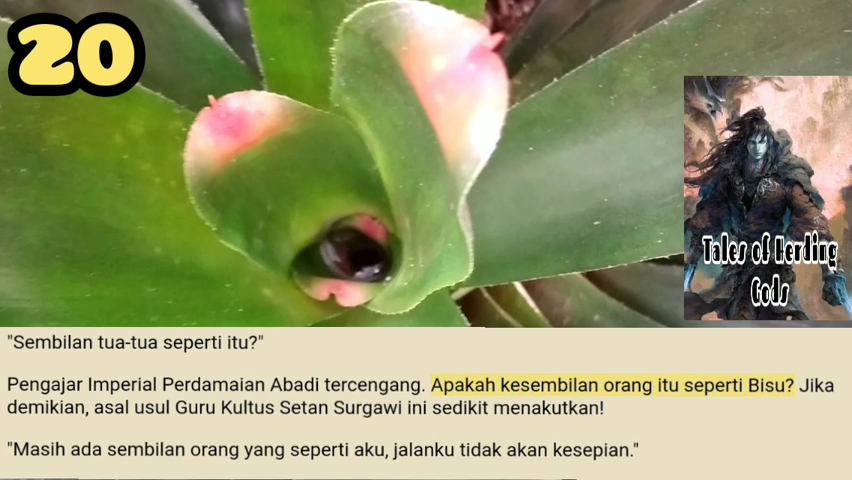 20
Tales of Herding
Gods
"Sembilan tua-tua seperti itu?"
Pengajar Imperial Perdamaian Abadi tercengang. Apakah kesembilan orang itu seperti Bisu? Jika
demikian, asal usul Guru Kultus Setan Surgawi ini sedikit menakutkan!
"Masih ada sembilan orang yang seperti aku, jalanku tidak akan kesepian."